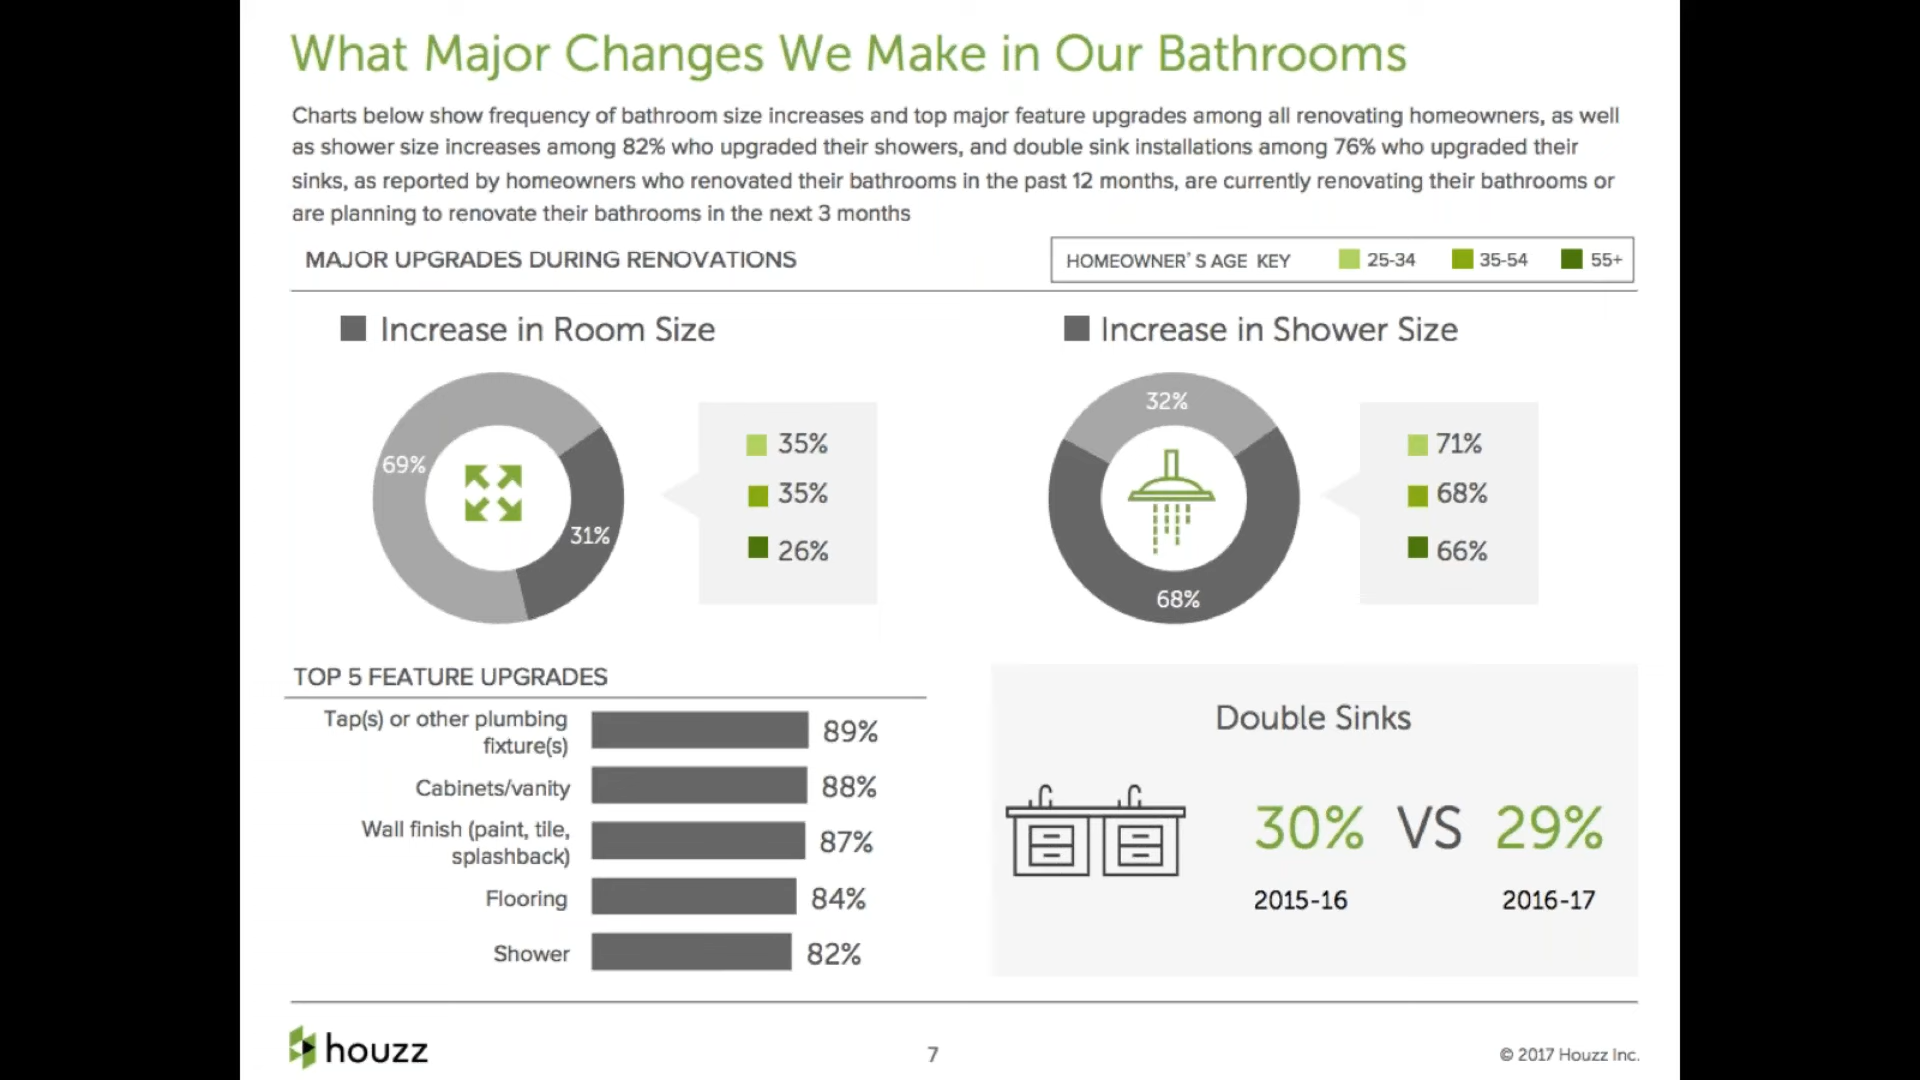 What Major Changes We Make in Our Bathrooms
Charts below show frequency of bathroom size increases and top major feature upgrades among all renovating homeowners, as well
as shower size increases among 82% who upgraded their showers, and double sink installations among 76% who upgraded their
sinks, as reported by homeowners who renovated their bathrooms in the past 12 months, are currently renovating their bathrooms or
are planning to renovate their bathrooms in the next 3 months
MAJOR UPGRADES DURING RENOVATIONS
HOMEOWNER'S AGE KEY 25-34 35-54 55+
Increase in Room Size
69%
31%
35%
35%
26%
Increase in Shower Size
32%
68%
71%
68%
66%
TOP 5 FEATURE UPGRADES
Tap(s) or other plumbing
fixture(s)
89%
Cabinets/vanity
88%
Wall finish (paint, tile,
splashback)
87%
Flooring
84%
Shower
82%
Double Sinks
30% VS 29%
2015-16 2016-17
houzz
7
© 2017 Houzz Inc.